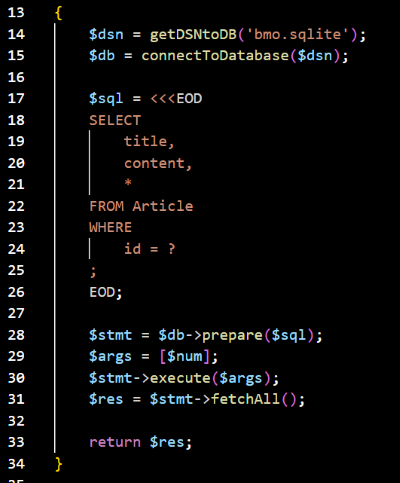 13 {
14     $dsn = getDSNtoDB('bmo.sqlite');
15     $db = connectToDatabase($dsn);
16
17     $sql = <<<EOD
18     SELECT
19         title,
20         content,
21         *
22     FROM Article
23     WHERE
24         id = ?
25     ;
26     EOD;
27
28     $stmt = $db->prepare($sql);
29     $args = [$num];
30     $stmt->execute($args);
31     $res = $stmt->fetchAll();
32
33     return $res;
34 }